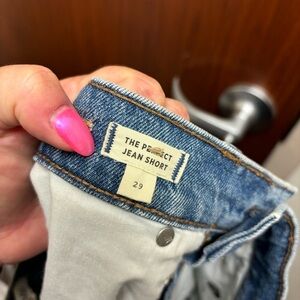 THE PERFECT
JEAN SHORT
29